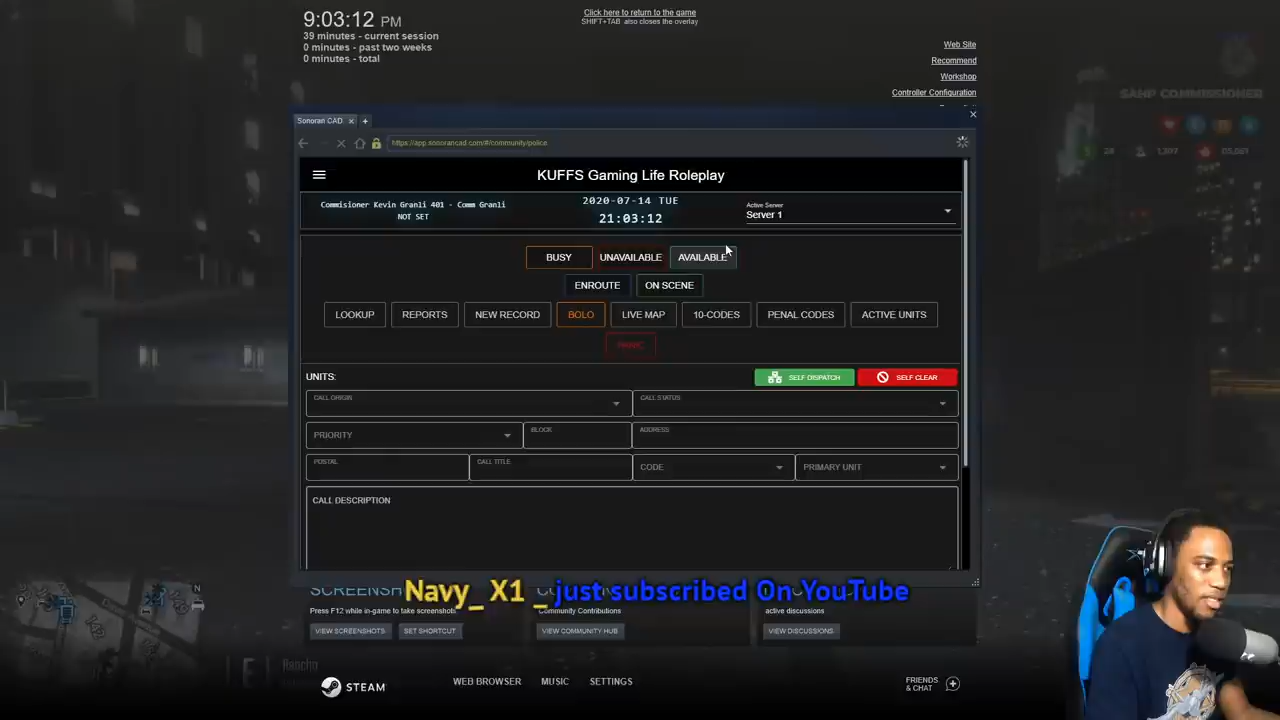 9:03:12 PM
39 minutes - current session
0 minutes - past two weeks
0 minutes - total
Click here to return to the game
SHIFT+TAB also closes the overlay
Web Site
Recommend
Workshop
Controller Configuration
SAHP COMMISSIONER
Sonoran CAD
https://app.sonorancad.com/#/community/police
KUFFS Gaming Life Roleplay
Commisioner Kevin Granli 401 - Comm Granli
NOT SET
2020-07-14 TUE
21:03:12
Active Server
Server 1
BUSY UNAVAILABLE AVAILABLE
ENROUTE ON SCENE
LOOKUP REPORTS NEW RECORD BOLO LIVE MAP 10-CODES PENAL CODES ACTIVE UNITS
PANIC
UNITS: SELF DISPATCH SELF CLEAR
CALL ORIGIN CALL STATUS
PRIORITY BLOCK ADDRESS
POSTAL CALL TITLE CODE PRIMARY UNIT
CALL DESCRIPTION
Navy_ X1 _ just subscribed On YouTube
Press F12 while in-game to take screenshots
Community Contributions
active discussions
VIEW SCREENSHOTS SET SHORTCUT VIEW COMMUNITY HUB VIEW DISCUSSIONS
Rancho
STEAM WEB BROWSER MUSIC SETTINGS
FRIENDS
& CHAT